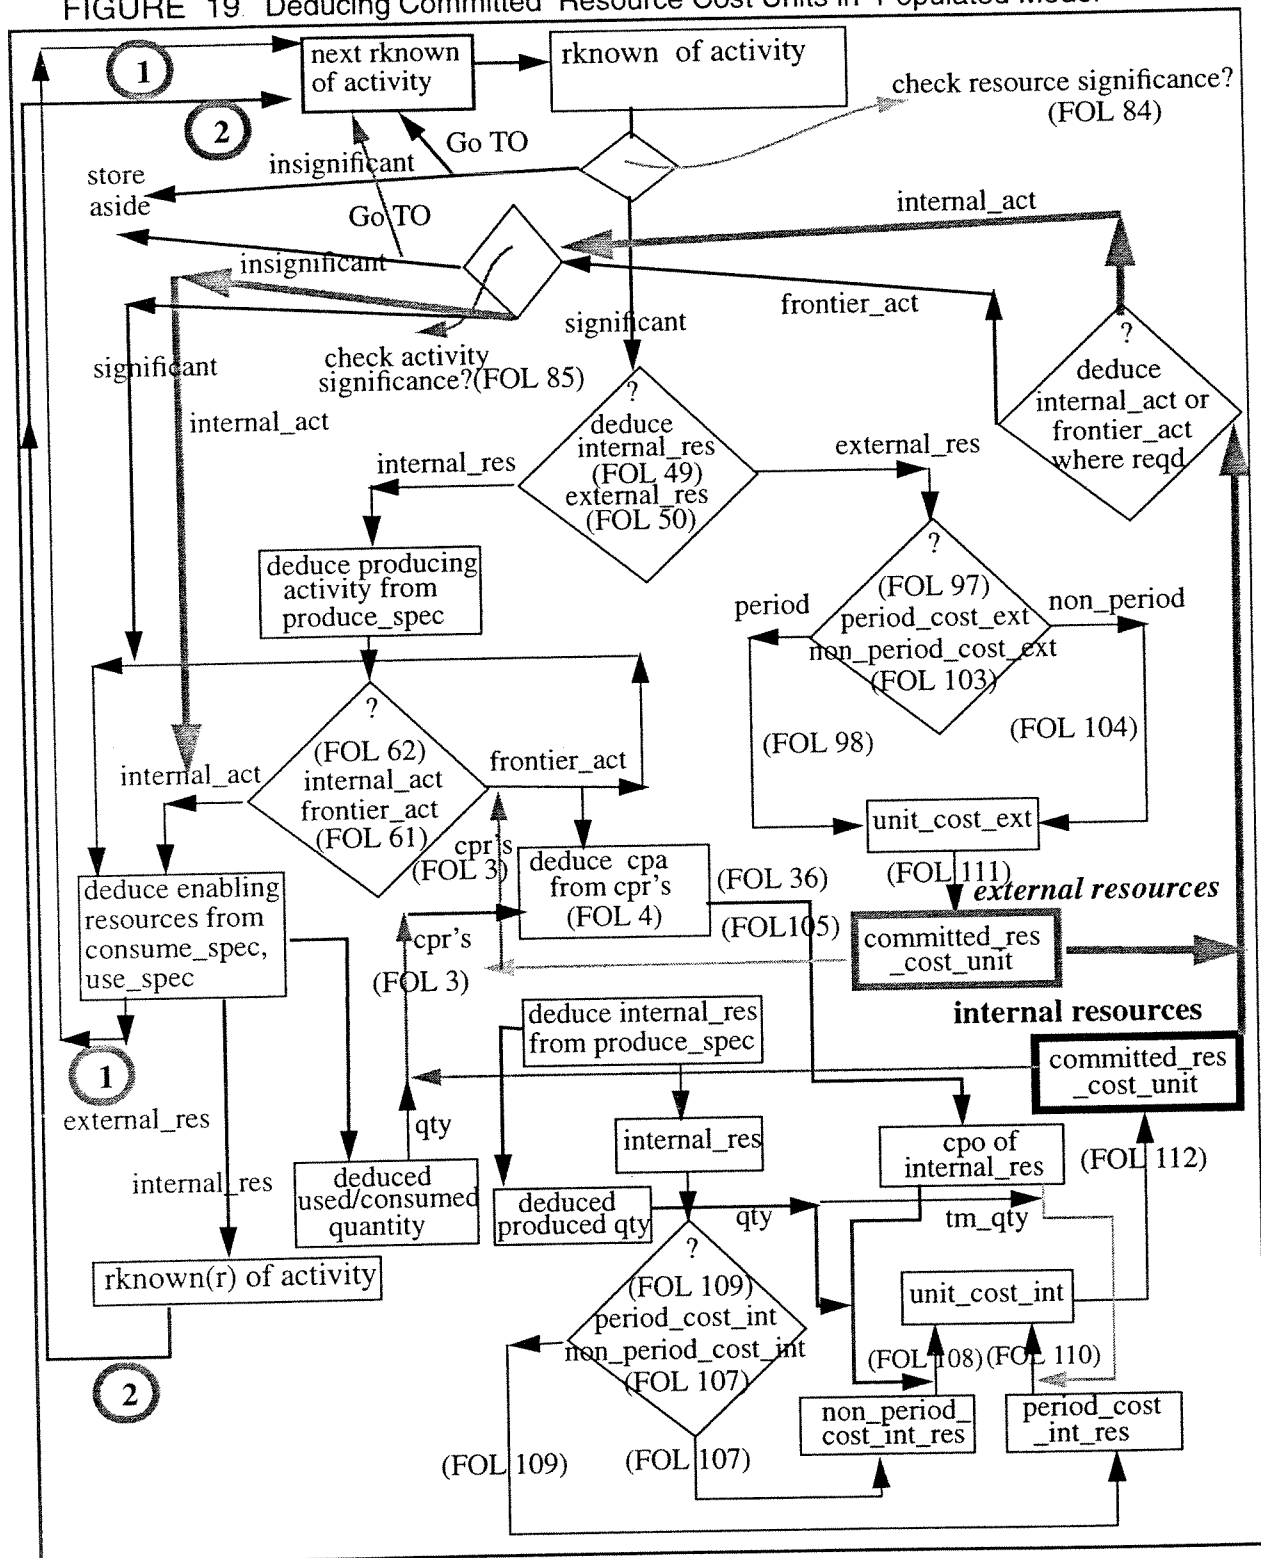 FIGURE 19. Deducing Committed Resource Cost Units in Populated Model
1
next rknown
of activity
rknown of activity
check resource significance?
(FOL 84)
2
Go TO
insignificant
store
aside
Go TO
internal_act
insignificant
frontier_act
significant
significant
check activity
significance?(FOL 85)
internal_act
?
deduce
internal_act or
frontier_act
where reqd
?
deduce
internal_res
(FOL 49)
external_res
(FOL 50)
internal_res
external_res
deduce producing
activity from
produce_spec
?
(FOL 97)
period_cost_ext
non_period_cost_ext
(FOL 103)
period
non_period
(FOL 98)
(FOL 104)
?
(FOL 62)
internal_act
frontier_act
(FOL 61)
internal_act
frontier_act
unit_cost_ext
cpr's
(FOL 3)
deduce cpa
from cpr's
(FOL 4)
(FOL 36)
(FOL105)
(FOL 111)
external resources
deduce enabling
resources from
consume_spec,
use_spec
cpr's
(FOL 3)
committed_res
_cost_unit
internal resources
deduce internal_res
from produce_spec
committed_res
_cost_unit
1
external_res
qty
internal_res
cpo of
internal_res
(FOL 112)
internal_res
deduced
used/consumed
quantity
deduced
produced qty
qty
tm_qty
rknown(r) of activity
?
(FOL 109)
period_cost_int
non_period_cost_int
(FOL 107)
unit_cost_int
(FOL 108)
(FOL 110)
2
non_period_
cost_int_res
period_cost
_int_res
(FOL 109)
(FOL 107)